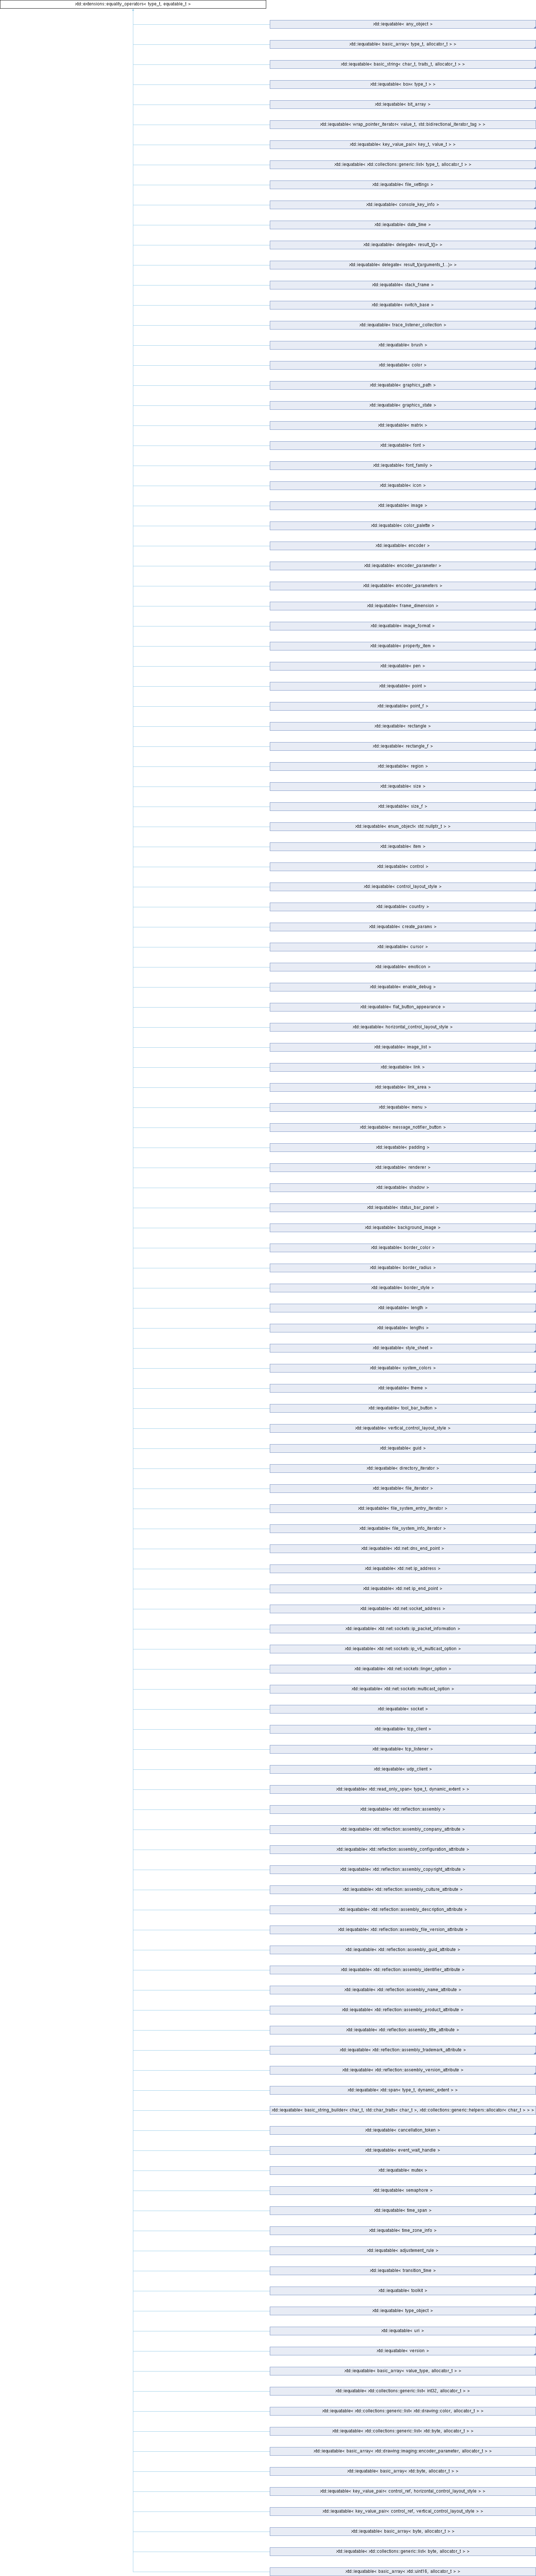 xtd::extensions::equality_operators< type_t, equatable_t >
xtd::iequatable< any_object >
xtd::iequatable< basic_array< type_t, allocator_t > >
xtd::iequatable< basic_string< char_t, traits_t, allocator_t > >
xtd::iequatable< box< type_t > >
xtd::iequatable< bit_array >
xtd::iequatable< wrap_pointer_iterator< value_t, std::bidirectional_iterator_tag > >
xtd::iequatable< key_value_pair< key_t, value_t > >
xtd::iequatable< xtd::collections::generic::list< type_t, allocator_t > >
xtd::iequatable< file_settings >
xtd::iequatable< console_key_info >
xtd::iequatable< date_time >
xtd::iequatable< delegate< result_t()> >
xtd::iequatable< delegate< result_t(arguments_t...)> >
xtd::iequatable< stack_frame >
xtd::iequatable< switch_base >
xtd::iequatable< trace_listener_collection >
xtd::iequatable< brush >
xtd::iequatable< color >
xtd::iequatable< graphics_path >
xtd::iequatable< graphics_state >
xtd::iequatable< matrix >
xtd::iequatable< font >
xtd::iequatable< font_family >
xtd::iequatable< icon >
xtd::iequatable< image >
xtd::iequatable< color_palette >
xtd::iequatable< encoder >
xtd::iequatable< encoder_parameter >
xtd::iequatable< encoder_parameters >
xtd::iequatable< frame_dimension >
xtd::iequatable< image_format >
xtd::iequatable< property_item >
xtd::iequatable< pen >
xtd::iequatable< point >
xtd::iequatable< point_f >
xtd::iequatable< rectangle >
xtd::iequatable< rectangle_f >
xtd::iequatable< region >
xtd::iequatable< size >
xtd::iequatable< size_f >
xtd::iequatable< enum_object< std::nullptr_t > >
xtd::iequatable< item >
xtd::iequatable< control >
xtd::iequatable< control_layout_style >
xtd::iequatable< country >
xtd::iequatable< create_params >
xtd::iequatable< cursor >
xtd::iequatable< emoticon >
xtd::iequatable< enable_debug >
xtd::iequatable< flat_button_appearance >
xtd::iequatable< horizontal_control_layout_style >
xtd::iequatable< image_list >
xtd::iequatable< link >
xtd::iequatable< link_area >
xtd::iequatable< menu >
xtd::iequatable< message_notifier_button >
xtd::iequatable< padding >
xtd::iequatable< renderer >
xtd::iequatable< shadow >
xtd::iequatable< status_bar_panel >
xtd::iequatable< background_image >
xtd::iequatable< border_color >
xtd::iequatable< border_radius >
xtd::iequatable< border_style >
xtd::iequatable< length >
xtd::iequatable< lengths >
xtd::iequatable< style_sheet >
xtd::iequatable< system_colors >
xtd::iequatable< theme >
xtd::iequatable< tool_bar_button >
xtd::iequatable< vertical_control_layout_style >
xtd::iequatable< guid >
xtd::iequatable< directory_iterator >
xtd::iequatable< file_iterator >
xtd::iequatable< file_system_entry_iterator >
xtd::iequatable< file_system_info_iterator >
xtd::iequatable< xtd::net::dns_end_point >
xtd::iequatable< xtd::net::ip_address >
xtd::iequatable< xtd::net::ip_end_point >
xtd::iequatable< xtd::net::socket_address >
xtd::iequatable< xtd::net::sockets::ip_packet_information >
xtd::iequatable< xtd::net::sockets::ip_v6_multicast_option >
xtd::iequatable< xtd::net::sockets::linger_option >
xtd::iequatable< xtd::net::sockets::multicast_option >
xtd::iequatable< socket >
xtd::iequatable< tcp_client >
xtd::iequatable< tcp_listener >
xtd::iequatable< udp_client >
xtd::iequatable< xtd::read_only_span< type_t, dynamic_extent > >
xtd::iequatable< xtd::reflection::assembly >
xtd::iequatable< xtd::reflection::assembly_company_attribute >
xtd::iequatable< xtd::reflection::assembly_configuration_attribute >
xtd::iequatable< xtd::reflection::assembly_copyright_attribute >
xtd::iequatable< xtd::reflection::assembly_culture_attribute >
xtd::iequatable< xtd::reflection::assembly_description_attribute >
xtd::iequatable< xtd::reflection::assembly_file_version_attribute >
xtd::iequatable< xtd::reflection::assembly_guid_attribute >
xtd::iequatable< xtd::reflection::assembly_identifier_attribute >
xtd::iequatable< xtd::reflection::assembly_name_attribute >
xtd::iequatable< xtd::reflection::assembly_product_attribute >
xtd::iequatable< xtd::reflection::assembly_title_attribute >
xtd::iequatable< xtd::reflection::assembly_trademark_attribute >
xtd::iequatable< xtd::reflection::assembly_version_attribute >
xtd::iequatable< xtd::span< type_t, dynamic_extent > >
xtd::iequatable< basic_string_builder< char_t, std::char_traits< char_t >, xtd::collections::generic::helpers::allocator< char_t > > >
xtd::iequatable< cancellation_token >
xtd::iequatable< event_wait_handle >
xtd::iequatable< mutex >
xtd::iequatable< semaphore >
xtd::iequatable< time_span >
xtd::iequatable< time_zone_info >
xtd::iequatable< adjustement_rule >
xtd::iequatable< transition_time >
xtd::iequatable< toolkit >
xtd::iequatable< type_object >
xtd::iequatable< uri >
xtd::iequatable< version >
xtd::iequatable< basic_array< value_type, allocator_t > >
xtd::iequatable< xtd::collections::generic::list< int32, allocator_t > >
xtd::iequatable< xtd::collections::generic::list< xtd::drawing::color, allocator_t > >
xtd::iequatable< xtd::collections::generic::list< xtd::byte, allocator_t > >
xtd::iequatable< basic_array< xtd::drawing::imaging::encoder_parameter, allocator_t > >
xtd::iequatable< basic_array< xtd::byte, allocator_t > >
xtd::iequatable< key_value_pair< control_ref, horizontal_control_layout_style > >
xtd::iequatable< key_value_pair< control_ref, vertical_control_layout_style > >
xtd::iequatable< basic_array< byte, allocator_t > >
xtd::iequatable< xtd::collections::generic::list< byte, allocator_t > >
xtd::iequatable< basic_array< xtd::uint16, allocator_t > >